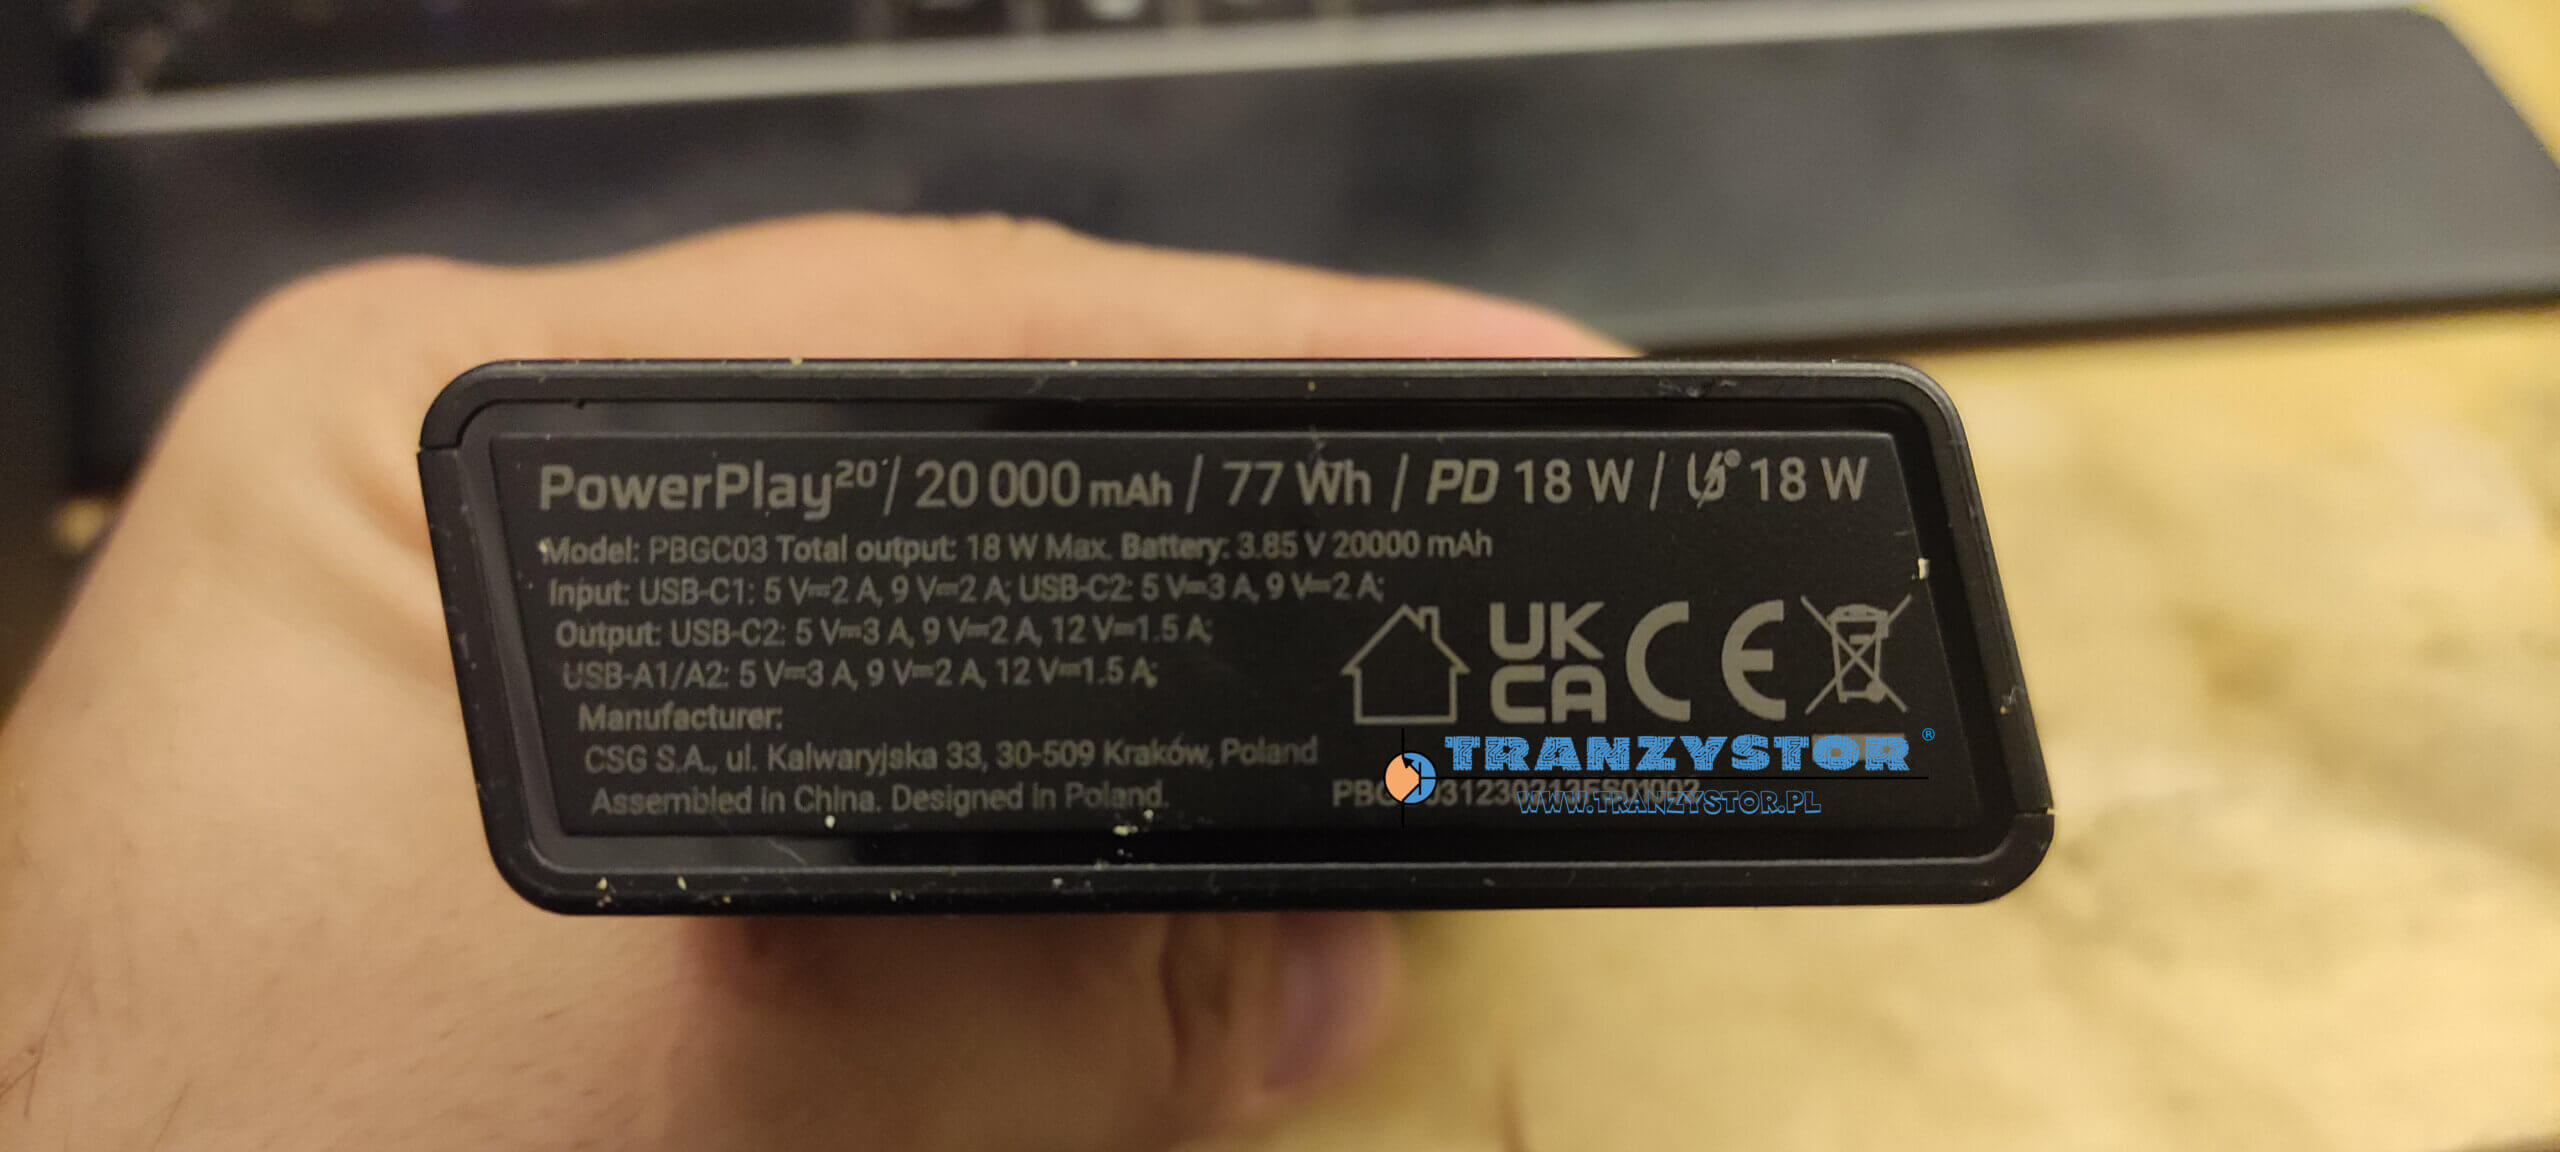 PowerPlay²⁰ / 20 000 mAh / 77 Wh / PD 18 W / 18 W
Model: PBGC03 Total output: 18 W Max. Battery: 3.85 V 20000 mAh
Input: USB-C1: 5 V⎓2 A, 9 V⎓2 A; USB-C2: 5 V⎓3 A, 9 V⎓2 A;
Output: USB-C2: 5 V⎓3 A, 9 V⎓2 A, 12 V⎓1.5 A;
USB-A1/A2: 5 V⎓3 A, 9 V⎓2 A, 12 V⎓1.5 A;
Manufacturer:
CSG S.A., ul. Kalwaryjska 33, 30-509 Kraków, Poland
Assembled in China. Designed in Poland.
UK
CA
CE
TRANZYSTOR®
WWW.TRANZYSTOR.PL